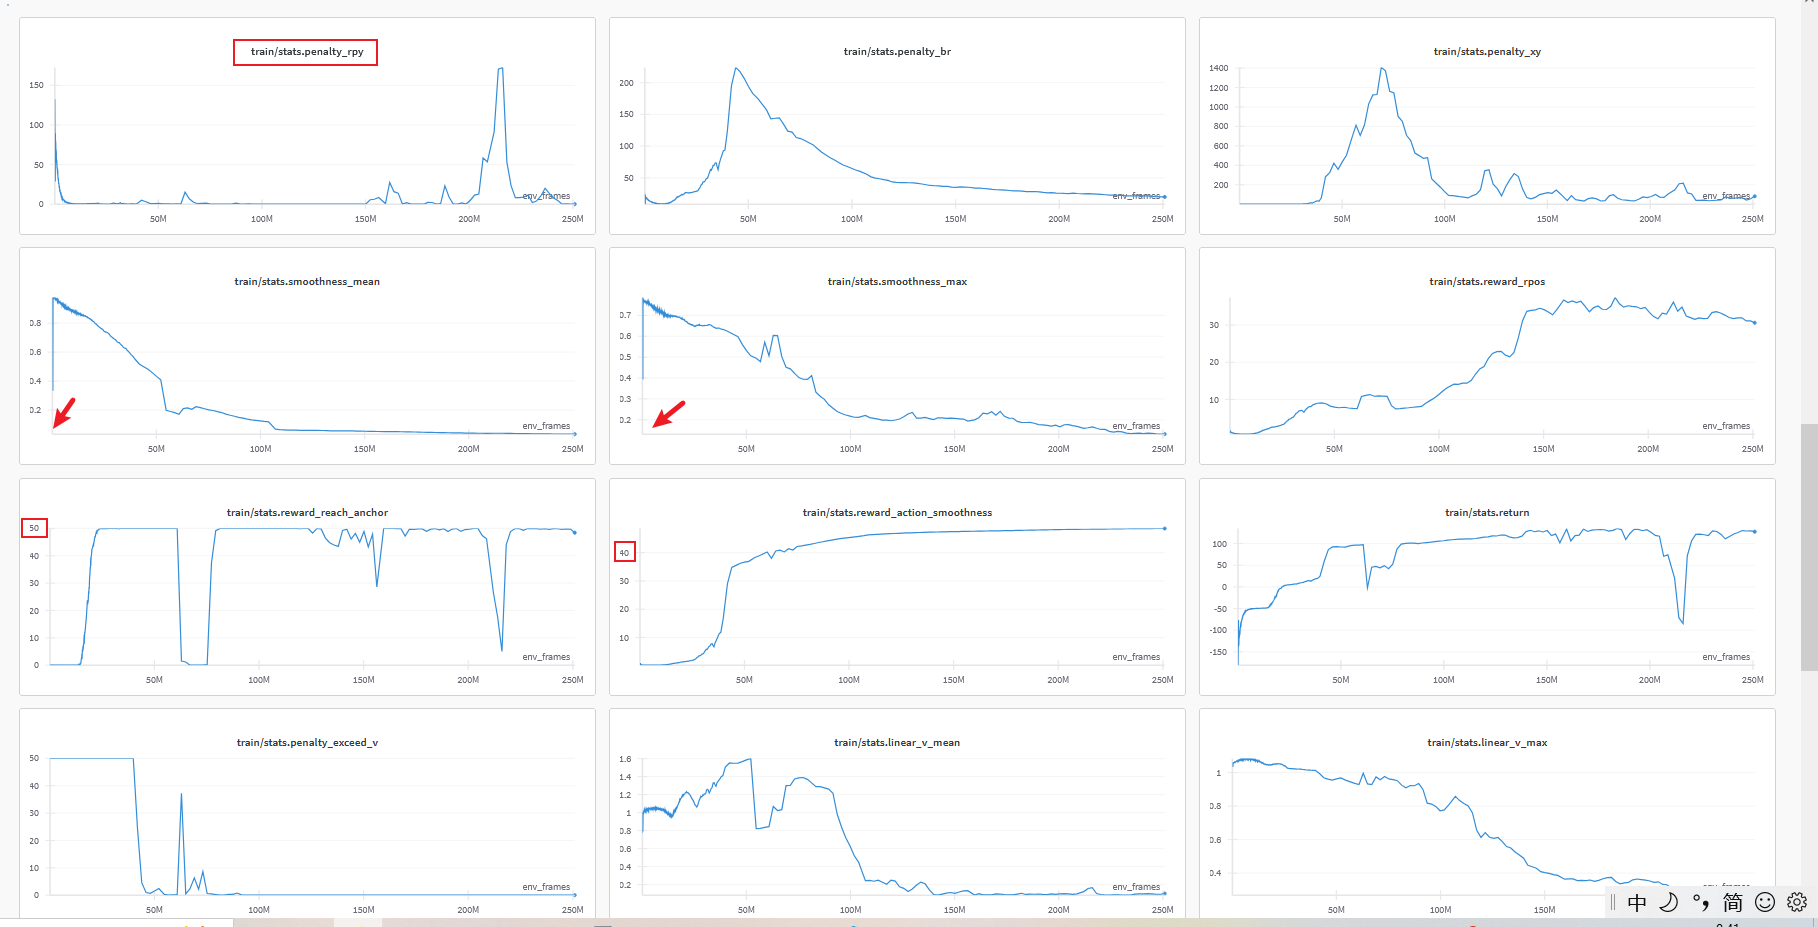 train/stats.penalty_rpy
150
100
50
0
env_frames
50M 100M 150M 200M 250M
train/stats.penalty_br
200
150
100
50
env_frames
50M 100M 150M 200M 250M
train/stats.penalty_xy
1400
1200
1000
800
600
400
200
env_frames
50M 100M 150M 200M 250M
train/stats.smoothness_mean
0.8
0.6
0.4
0.2
env_frames
50M 100M 150M 200M 250M
train/stats.smoothness_max
0.7
0.6
0.5
0.4
0.3
0.2
env_frames
50M 100M 150M 200M 250M
train/stats.reward_rpos
30
20
10
env_frames
50M 100M 150M 200M 250M
train/stats.reward_reach_anchor
50
40
30
20
10
0
env_frames
50M 100M 150M 200M 250M
train/stats.reward_action_smoothness
40
30
20
10
env_frames
50M 100M 150M 200M 250M
train/stats.return
100
50
0
-50
-100
-150
env_frames
50M 100M 150M 200M 250M
train/stats.penalty_exceed_v
50
40
30
20
10
0
env_frames
50M 100M 150M 200M 250M
train/stats.linear_v_mean
1.6
1.4
1.2
1
0.8
0.6
0.4
0.2
env_frames
50M 100M 150M 200M 250M
train/stats.linear_v_max
1
0.8
0.6
0.4
50M 100M 150M
中 简